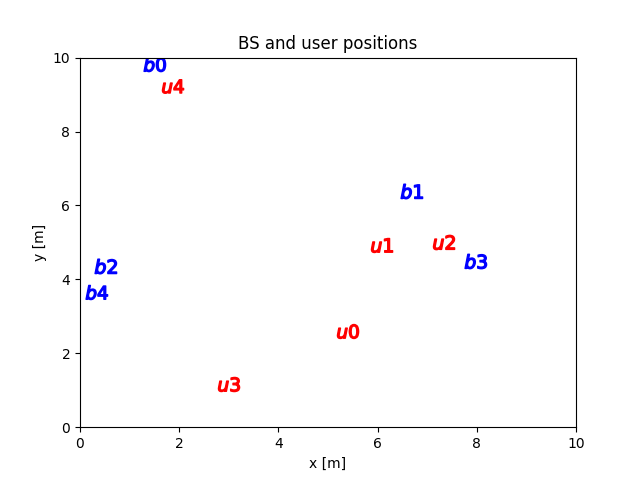 BS and user positions
10
b0
u4
8
6
b1
u1
u2
b3
b2
4
b4
u0
2
u3
0
0 2 4 6 8 10
x [m]
y [m]